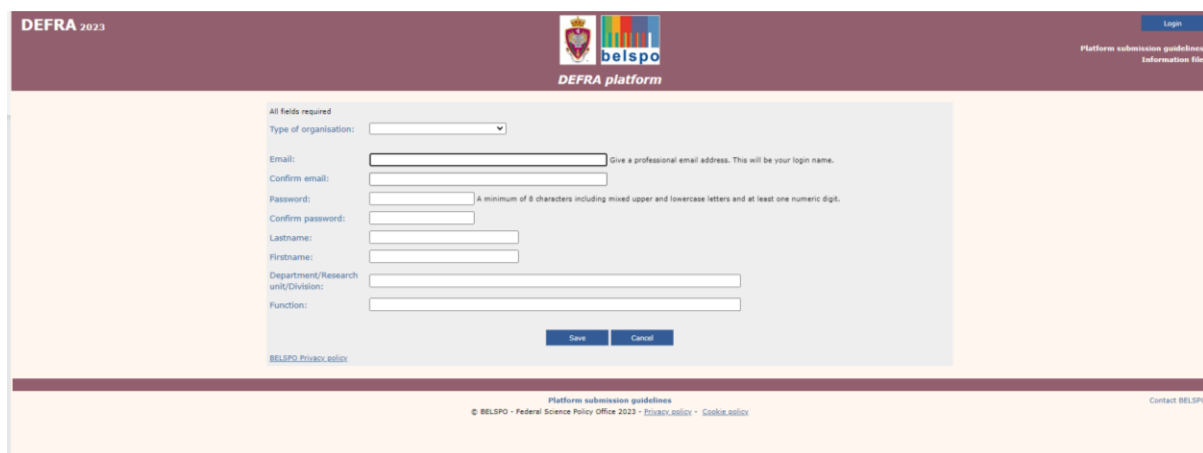 DEFRA 2023
Login
Platform submission guidelines
Information file
belspo
DEFRA platform
All fields required
Type of organisation:
Email: Give a professional email address. This will be your login name.
Confirm email:
Password: A minimum of 8 characters including mixed upper and lowercase letters and at least one numeric digit.
Confirm password:
Lastname:
Firstname:
Department/Research
unit/Division:
Function:
Save Cancel
BELSPO Privacy policy
Platform submission guidelines
Contact BELSPO
© BELSPO - Federal Science Policy Office 2023 - Privacy policy - Cookie policy